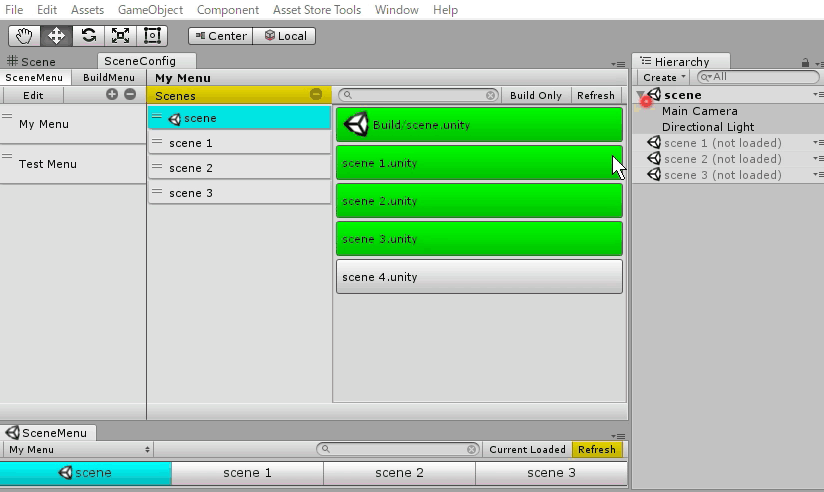 File Edit Assets GameObject Component Asset Store Tools Window Help
Center Local
Scene SceneConfig Hierarchy
SceneMenu BuildMenu My Menu Create All
Edit Scenes Build Only Refresh
scene
Main Camera
Directional Light
scene 1 (not loaded)
scene 2 (not loaded)
scene 3 (not loaded)
My Menu
Test Menu
scene
scene 1
scene 2
scene 3
Build/scene.unity
scene 1.unity
scene 2.unity
scene 3.unity
scene 4.unity
SceneMenu
My Menu Current Loaded Refresh
scene scene 1 scene 2 scene 3